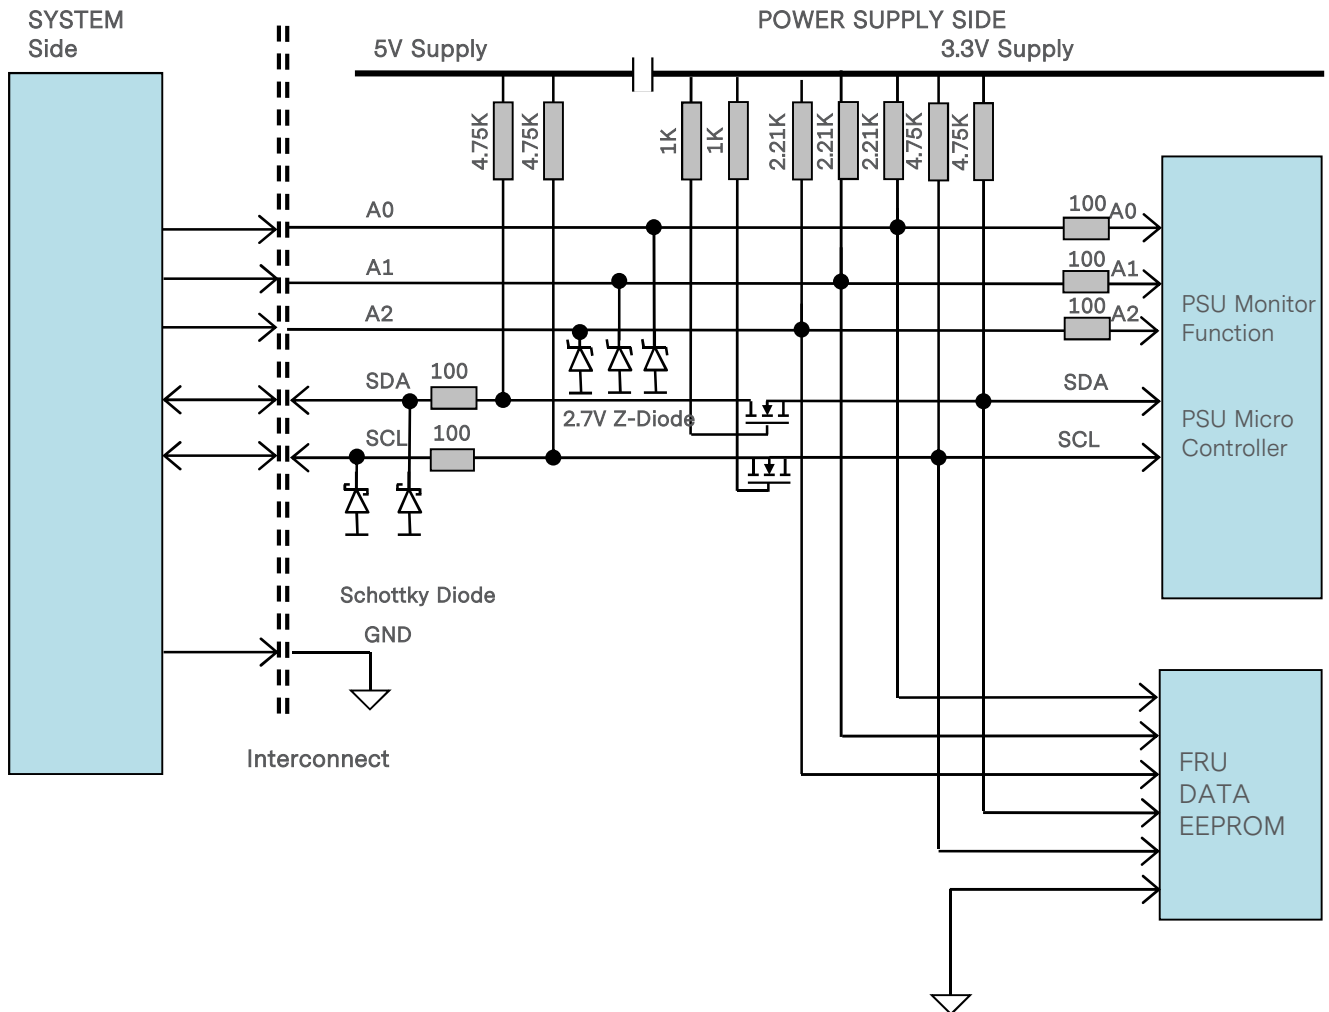 SYSTEM
Side
POWER SUPPLY SIDE
5V Supply
3.3V Supply
4.75K
4.75K
1K
1K
2.21K
2.21K
2.21K
4.75K
4.75K
A0
100
A0
A1
100
A1
A2
100
A2
PSU Monitor
Function
SDA
100
SDA
2.7V Z-Diode
PSU Micro
Controller
SCL
100
SCL
Schottky Diode
GND
Interconnect
FRU
DATA
EEPROM